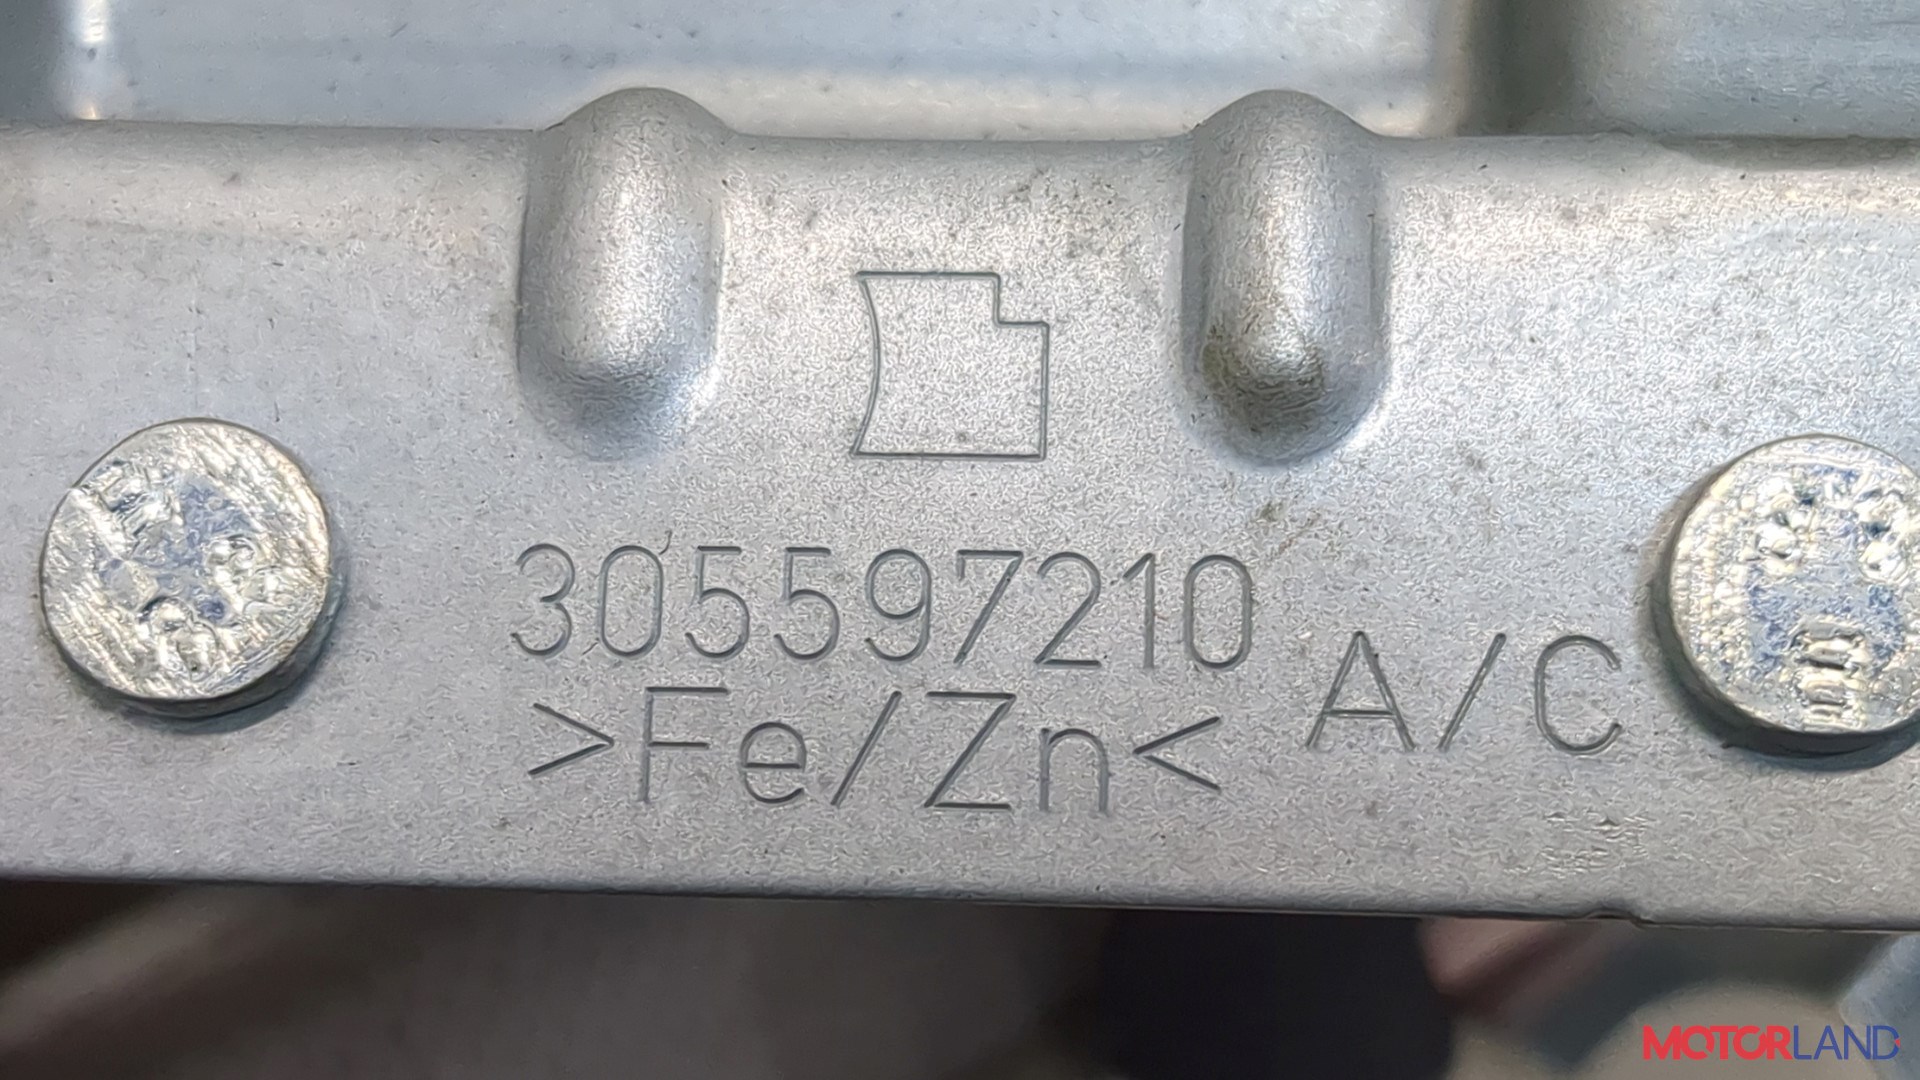 305597210
>Fe/Zn< A/C
MOTORLAND